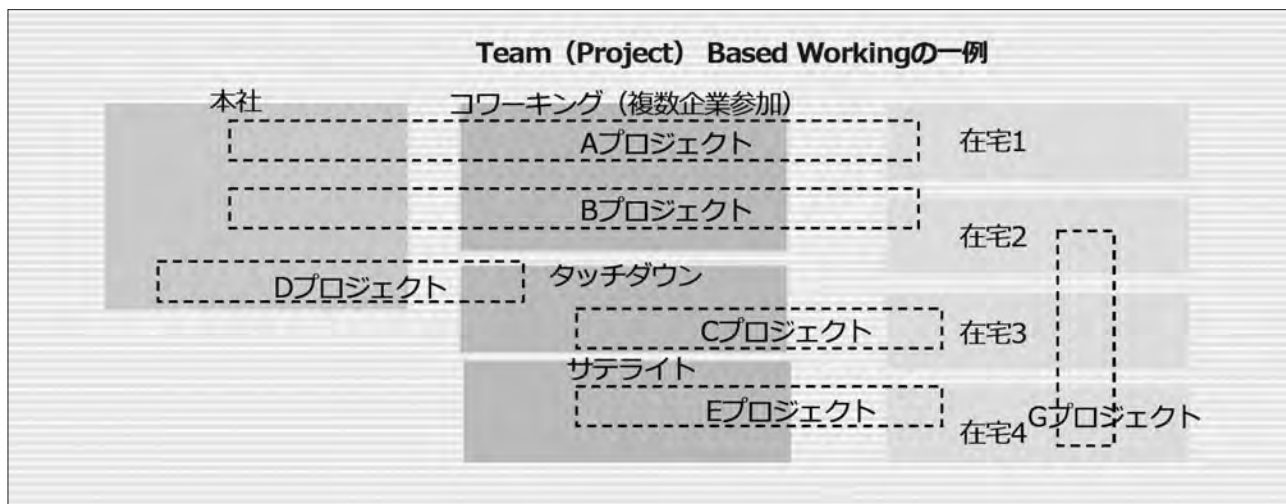 Team（Project） Based Workingの一例
本社
コワーキング（複数企業参加）
Aプロジェクト
在宅1
Bプロジェクト
在宅2
Dプロジェクト
タッチダウン
Cプロジェクト
在宅3
サテライト
Eプロジェクト
在宅4
Gプロジェクト